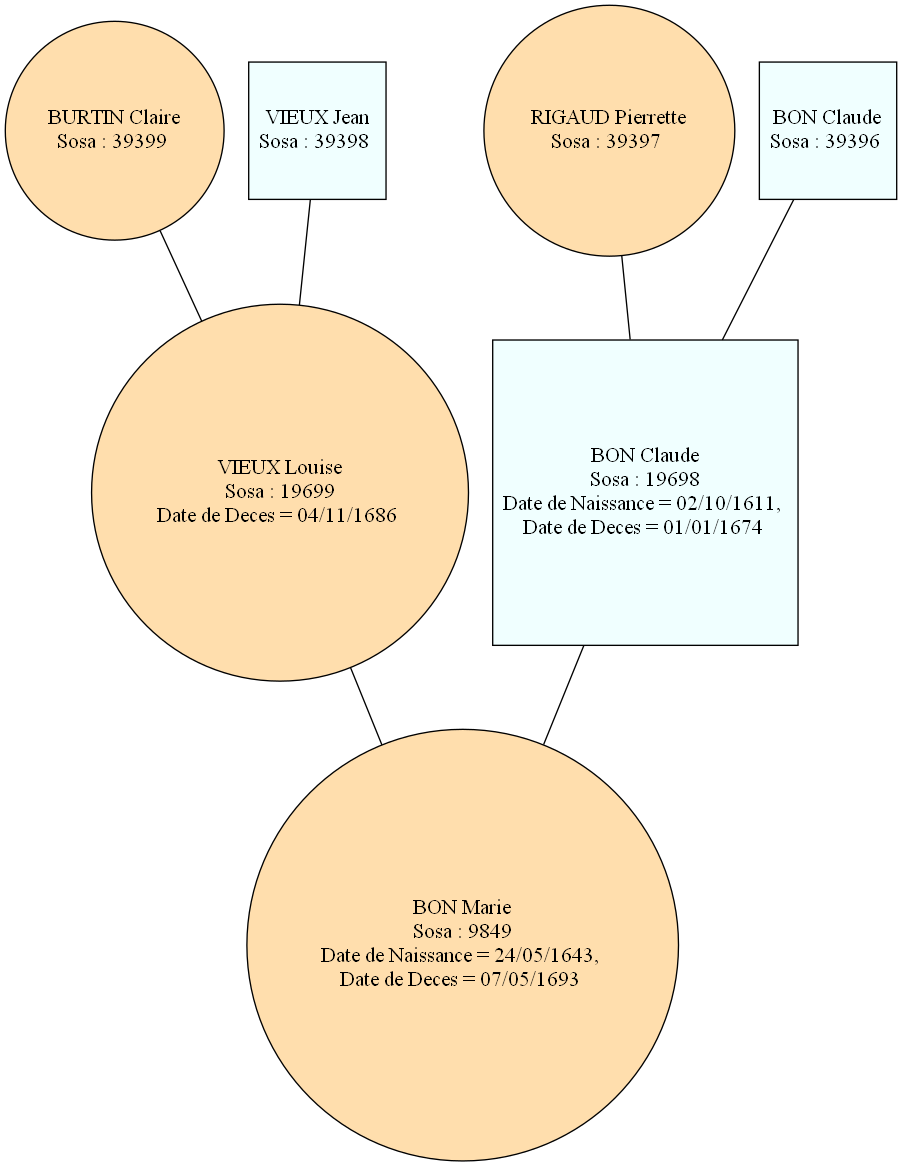 BURTIN Claire
Sosa : 39399
VIEUX Jean
Sosa : 39398
RIGAUD Pierrette
Sosa : 39397
BON Claude
Sosa : 39396
VIEUX Louise
Sosa : 19699
Date de Deces = 04/11/1686
BON Claude
Sosa : 19698
Date de Naissance = 02/10/1611,
Date de Deces = 01/01/1674
BON Marie
Sosa : 9849
Date de Naissance = 24/05/1643,
Date de Deces = 07/05/1693